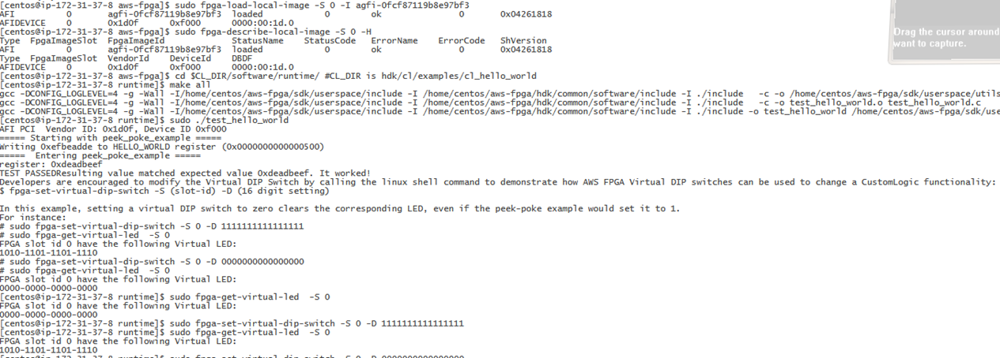 [centos@ip-172-31-37-8 aws-fpga]$ sudo fpga-load-local-image -S 0 -I agfi-0fcf87119b8e97bf3
AFI 0 agfi-0fcf87119b8e97bf3 loaded 0 ok 0 0x04261818
AFIDEVICE 0 0x1d0f 0xf000 0000:00:1d.0
[centos@ip-172-31-37-8 aws-fpga]$ sudo fpga-describe-local-image -S 0 -H
Type FpgaImageSlot FpgaImageId StatusName StatusCode ErrorName ErrorCode ShVersion
AFI 0 agfi-0fcf87119b8e97bf3 loaded 0 ok 0 0x04261818
Type FpgaImageSlot VendorId DeviceId DBDF
AFIDEVICE 0 0x1d0f 0xf000 0000:00:1d.0
[centos@ip-172-31-37-8 aws-fpga]$ cd $CL_DIR/software/runtime/ #CL_DIR is hdk/cl/examples/cl_hello_world
[centos@ip-172-31-37-8 runtime]$ make all
gcc -DCONFIG_LOGLEVEL=4 -g -Wall -I/home/centos/aws-fpga/sdk/userspace/include -I /home/centos/aws-fpga/hdk/common/software/include -I ./include -c -o /home/centos/aws-fpga/sdk/userspace/utils
gcc -DCONFIG_LOGLEVEL=4 -g -Wall -I/home/centos/aws-fpga/sdk/userspace/include -I /home/centos/aws-fpga/hdk/common/software/include -I ./include -c -o test_hello_world.o test_hello_world.c
gcc -DCONFIG_LOGLEVEL=4 -g -Wall -I/home/centos/aws-fpga/sdk/userspace/include -I /home/centos/aws-fpga/hdk/common/software/include -I ./include -o test_hello_world /home/centos/aws-fpga/sdk/use
[centos@ip-172-31-37-8 runtime]$ sudo ./test_hello_world
AFI PCI Vendor ID: 0x1d0f, Device ID 0xf000
===== Starting with peek_poke_example =====
Writing 0xefbeadde to HELLO_WORLD register (0x0000000000000500)
===== Entering peek_poke_example =====
register: 0xdeadbeef
TEST PASSEDResulting value matched expected value 0xdeadbeef. It worked!
Developers are encouraged to modify the Virtual DIP Switch by calling the linux shell command to demonstrate how AWS FPGA Virtual DIP switches can be used to change a CustomLogic functionality:
$ fpga-set-virtual-dip-switch -S (slot-id) -D (16 digit setting)
In this example, setting a virtual DIP switch to zero clears the corresponding LED, even if the peek-poke example would set it to 1.
For instance:
# sudo fpga-set-virtual-dip-switch -S 0 -D 1111111111111111
# sudo fpga-get-virtual-led -S 0
FPGA slot id 0 have the following Virtual LED:
1010-1101-1101-1110
# sudo fpga-set-virtual-dip-switch -S 0 -D 0000000000000000
# sudo fpga-get-virtual-led -S 0
FPGA slot id 0 have the following Virtual LED:
0000-0000-0000-0000
[centos@ip-172-31-37-8 runtime]$ sudo fpga-get-virtual-led -S 0
FPGA slot id 0 have the following Virtual LED:
0000-0000-0000-0000
[centos@ip-172-31-37-8 runtime]$ sudo fpga-set-virtual-dip-switch -S 0 -D 1111111111111111
[centos@ip-172-31-37-8 runtime]$ sudo fpga-get-virtual-led -S 0
FPGA slot id 0 have the following Virtual LED:
1010-1101-1101-1110
[centos@ip-172-31-37-8 runtime]$ sudo fpga-set-virtual-dip-switch -S 0 -D 0000000000000000
Drag the cursor around
want to capture.